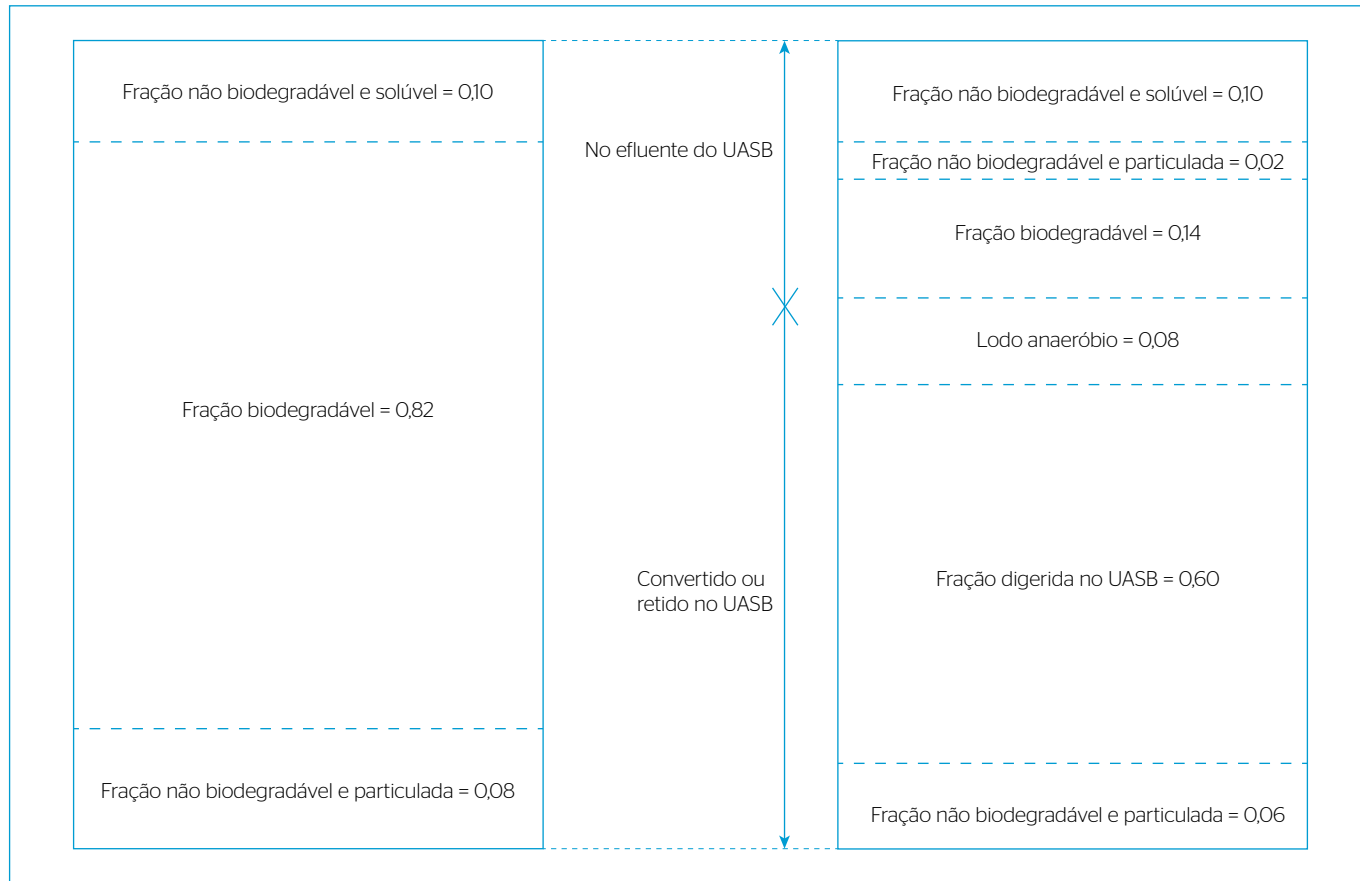 Fração não biodegradável e solúvel = 0,10
Fração biodegradável = 0,82
Fração não biodegradável e particulada = 0,08
No efluente do UASB
Convertido ou
retido no UASB
Fração não biodegradável e solúvel = 0,10
Fração não biodegradável e particulada = 0,02
Fração biodegradável = 0,14
Lodo anaeróbio = 0,08
Fração digerida no UASB = 0,60
Fração não biodegradável e particulada = 0,06